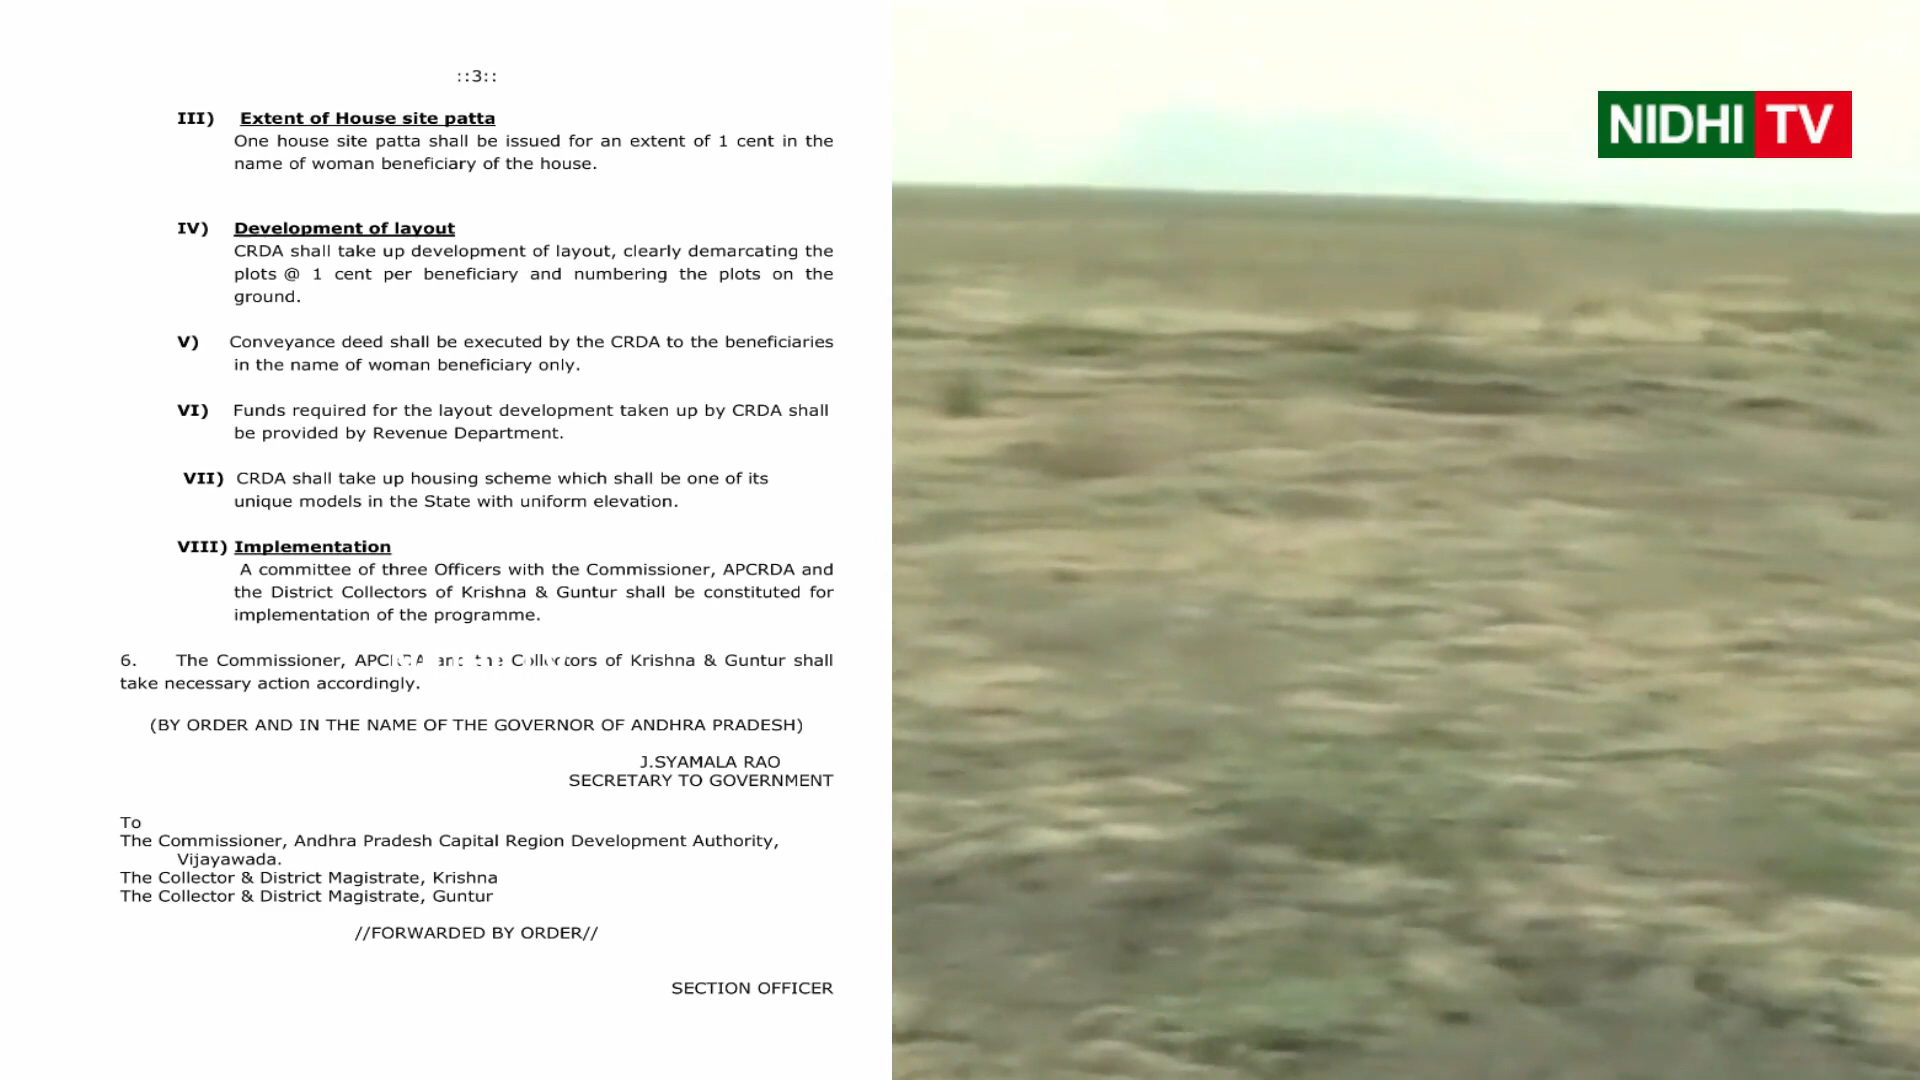 ::3::
III) Extent of House site patta
One house site patta shall be issued for an extent of 1 cent in the
name of woman beneficiary of the house.
IV) Development of layout
CRDA shall take up development of layout, clearly demarcating the
plots @ 1 cent per beneficiary and numbering the plots on the
ground.
V) Conveyance deed shall be executed by the CRDA to the beneficiaries
in the name of woman beneficiary only.
VI) Funds required for the layout development taken up by CRDA shall
be provided by Revenue Department.
VII) CRDA shall take up housing scheme which shall be one of its
unique models in the State with uniform elevation.
VIII) Implementation
A committee of three Officers with the Commissioner, APCRDA and
the District Collectors of Krishna & Guntur shall be constituted for
implementation of the programme.
6. The Commissioner, APCRDA and the Collectors of Krishna & Guntur shall
take necessary action accordingly.
(BY ORDER AND IN THE NAME OF THE GOVERNOR OF ANDHRA PRADESH)
J.SYAMALA RAO
SECRETARY TO GOVERNMENT
To
The Commissioner, Andhra Pradesh Capital Region Development Authority,
Vijayawada.
The Collector & District Magistrate, Krishna
The Collector & District Magistrate, Guntur
//FORWARDED BY ORDER//
SECTION OFFICER
NIDHI TV